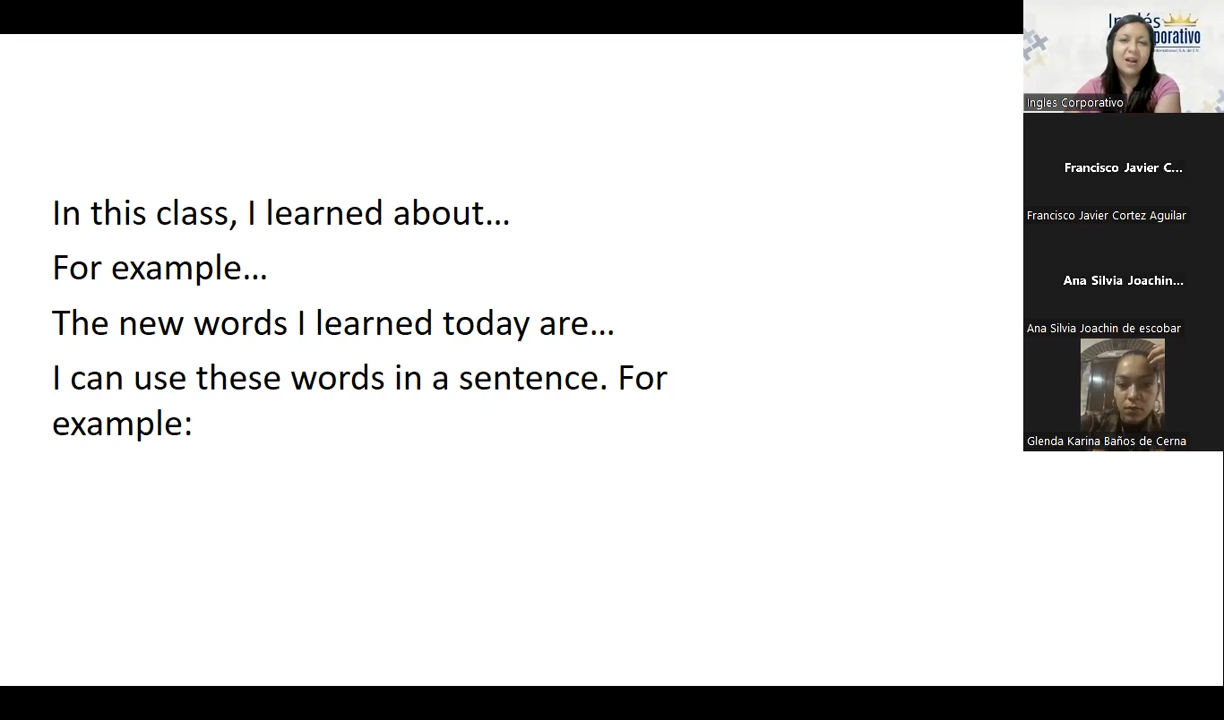 In this class, I learned about...
For example...
The new words I learned today are...
I can use these words in a sentence. For
example:
Inglés
porativo
Ingles Corporativo
Francisco Javier C...
Francisco Javier Cortez Aguilar
Ana Silvia Joachin...
Ana Silvia Joachin de escobar
Glenda Karina Baños de Cerna